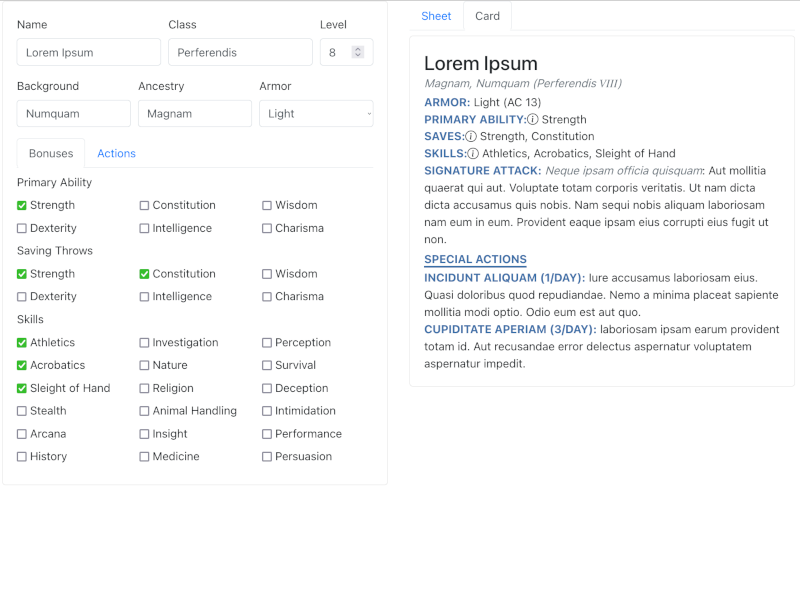 Name Class Level
Lorem Ipsum Perferendis 8
Background Ancestry Armor
Numquam Magnam Light
Bonuses Actions
Primary Ability
Strength Constitution Wisdom
Dexterity Intelligence Charisma
Saving Throws
Strength Constitution Wisdom
Dexterity Intelligence Charisma
Skills
Athletics Investigation Perception
Acrobatics Nature Survival
Sleight of Hand Religion Deception
Stealth Animal Handling Intimidation
Arcana Insight Performance
History Medicine Persuasion
Sheet Card
Lorem Ipsum
Magnam, Numquam (Perferendis VIII)
ARMOR: Light (AC 13)
PRIMARY ABILITY:ⓘ Strength
SAVES:ⓘ Strength, Constitution
SKILLS:ⓘ Athletics, Acrobatics, Sleight of Hand
SIGNATURE ATTACK: Neque ipsam officia quisquam: Aut mollitia
quaerat qui aut. Voluptate totam corporis veritatis. Ut nam dicta
dicta accusamus quis nobis. Nam sequi nobis aliquam laboriosam
nam eum in eum. Provident eaque ipsam eius corrupti eius fugit ut
non.
SPECIAL ACTIONS
INCIDUNT ALIQUAM (1/DAY): Iure accusamus laboriosam eius.
Quasi doloribus quod repudiandae. Nemo a minima placeat sapiente
mollitia modi optio. Odio eum est aut quo.
CUPIDITATE APERIAM (3/DAY): laboriosam ipsam earum provident
totam id. Aut recusandae error delectus aspernatur voluptatem
aspernatur impedit.